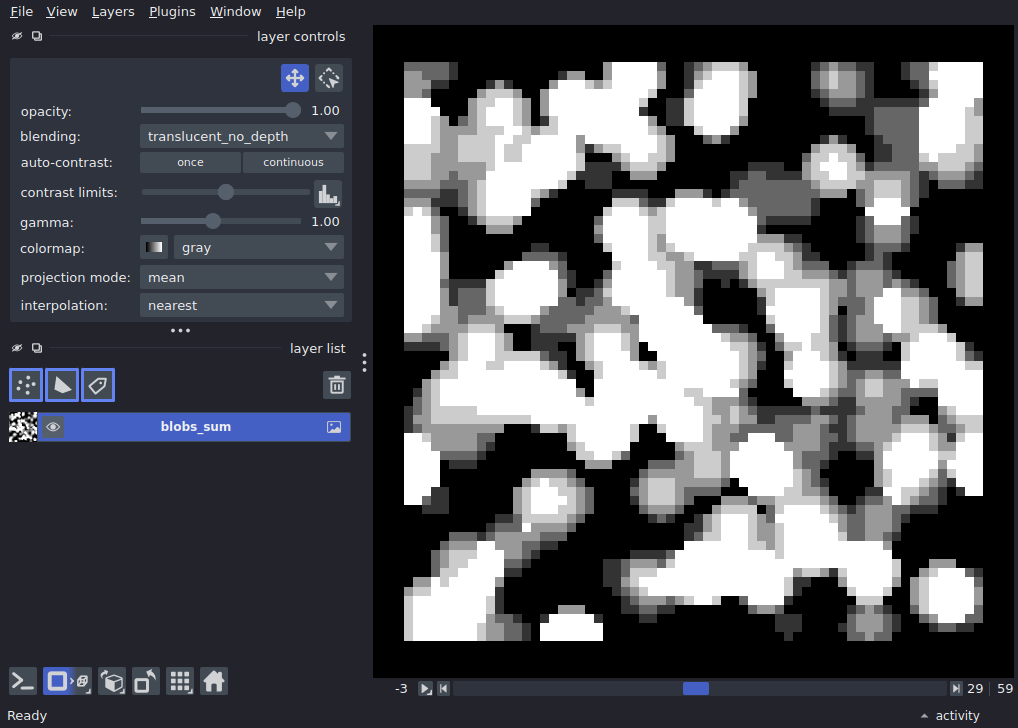 File View Layers Plugins Window Help
layer controls
opacity: 1.00
blending: translucent_no_depth
auto-contrast: once continuous
contrast limits:
gamma: 1.00
colormap: gray
projection mode: mean
interpolation: nearest
layer list
blobs_sum
-3 29 59
Ready activity